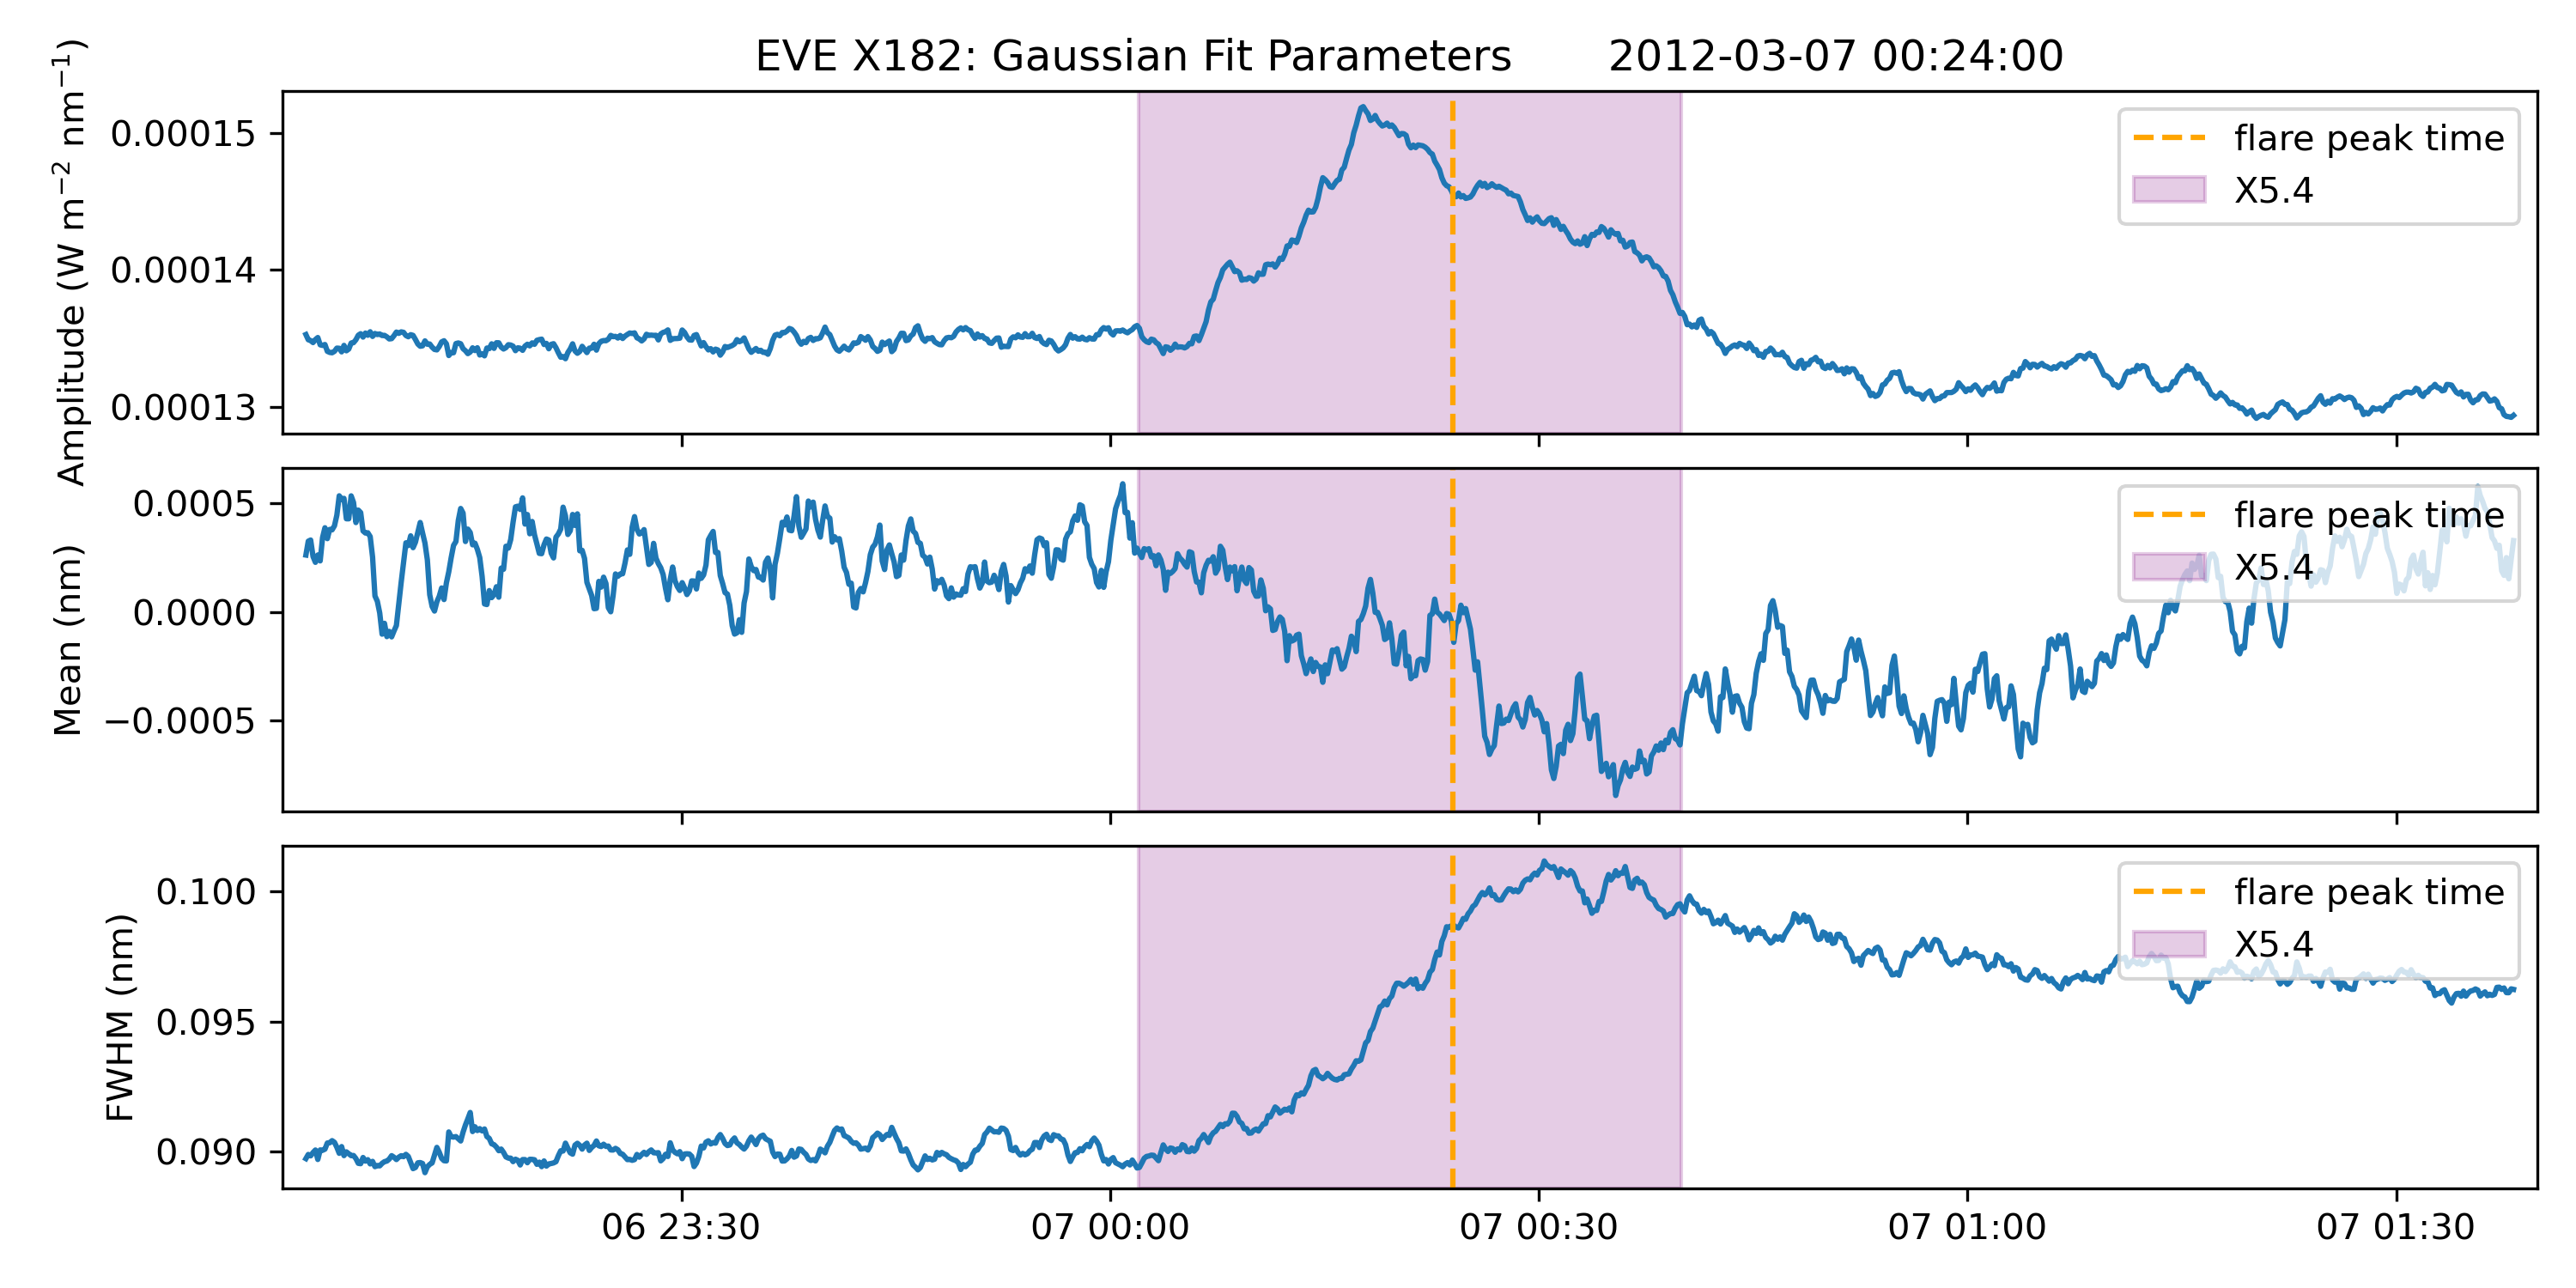 EVE X182: Gaussian Fit Parameters 2012-03-07 00:24:00
Amplitude (W m⁻² nm⁻¹)
0.00015
0.00014
0.00013
flare peak time
X5.4
Mean (nm)
0.0005
0.0000
−0.0005
flare peak time
X5.4
FWHM (nm)
0.100
0.095
0.090
flare peak time
X5.4
06 23:30 07 00:00 07 00:30 07 01:00 07 01:30